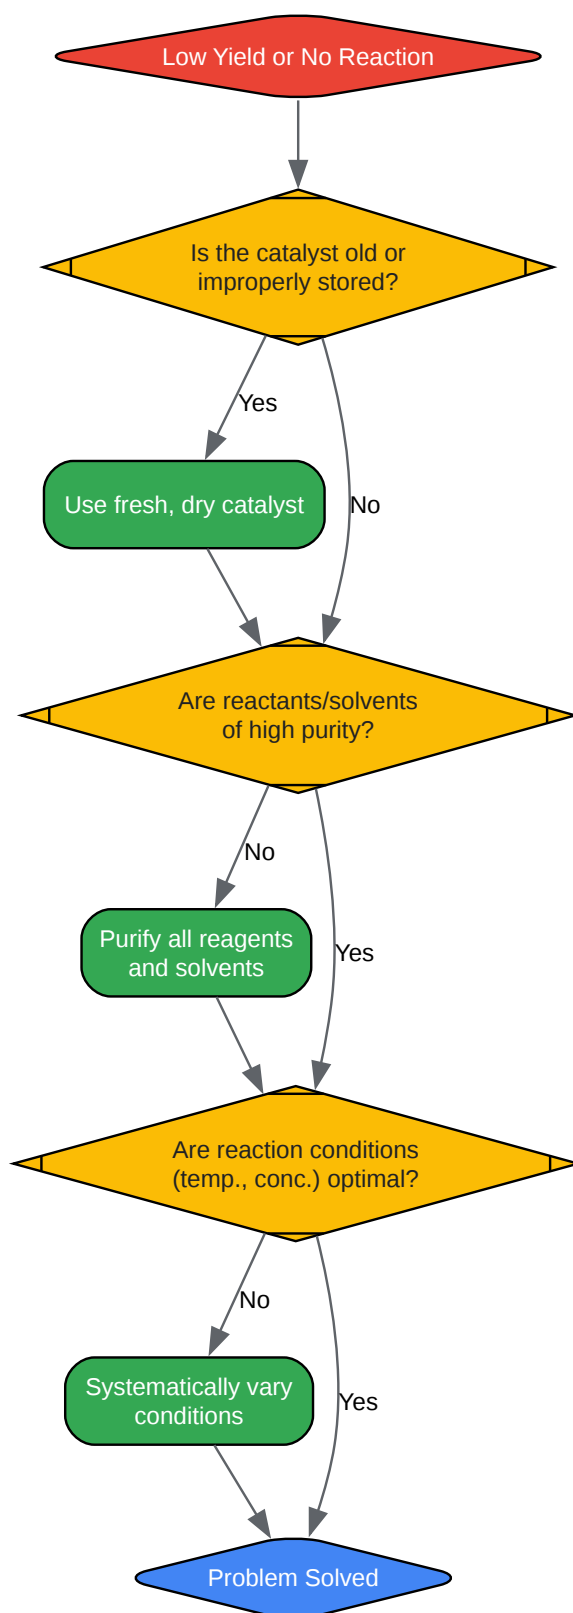 Low Yield or No Reaction
Is the catalyst old or
improperly stored?
Yes
Use fresh, dry catalyst
No
Are reactants/solvents
of high purity?
No
Purify all reagents
and solvents
Yes
Are reaction conditions
(temp., conc.) optimal?
No
Systematically vary
conditions
Yes
Problem Solved